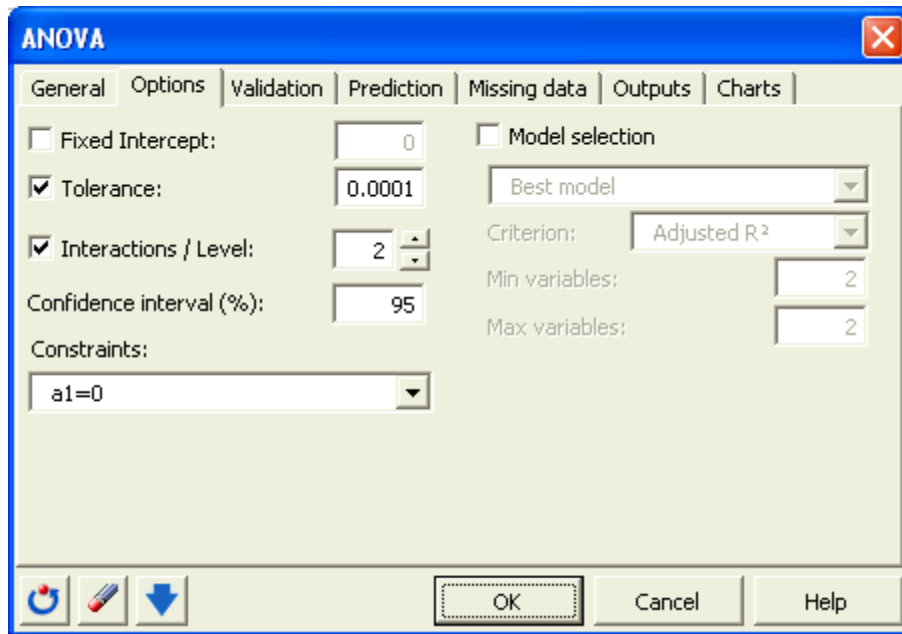 ANOVA
General Options Validation Prediction Missing data Outputs Charts
Fixed Intercept: 0
Tolerance: 0.0001
Interactions / Level: 2
Confidence interval (%): 95
Constraints:
a1=0
Model selection
Best model
Criterion: Adjusted R²
Min variables: 2
Max variables: 2
OK Cancel Help